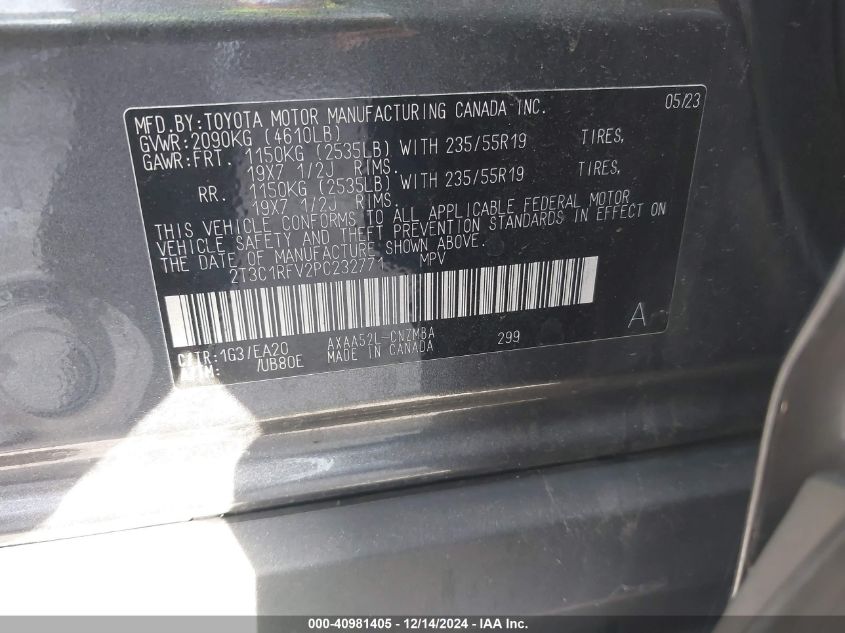 MFD.BY:TOYOTA MOTOR MANUFACTURING CANADA INC. 05/23
GVWR:2090KG (4610LB)
GAWR:FRT. 1150KG (2535LB) WITH 235/55R19 TIRES,
19X7 1/2J RIMS.
RR. 1150KG (2535LB) WITH 235/55R19 TIRES,
19X7 1/2J RIMS.
THIS VEHICLE CONFORMS TO ALL APPLICABLE FEDERAL MOTOR
VEHICLE SAFETY AND THEFT PREVENTION STANDARDS IN EFFECT ON
THE DATE OF MANUFACTURE SHOWN ABOVE.
2T3C1RFV2PC232771 MPV
C/TR:1G3/EA20 AXAA52L-CNZMBA 299 A
/UB80E MADE IN CANADA
000-40981405 - 12/14/2024 - IAAI.com.